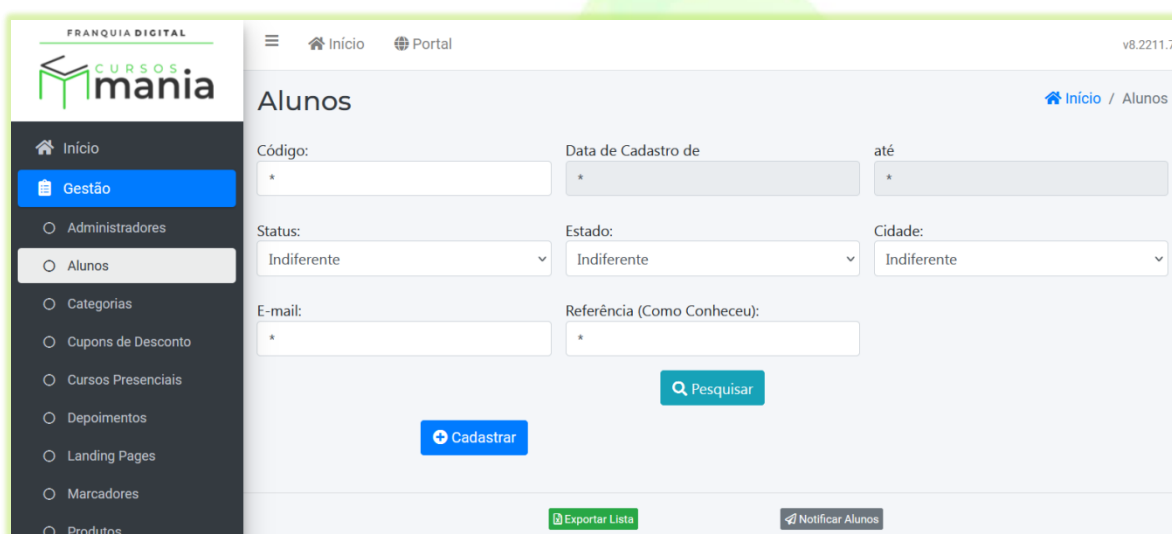 FRANQUIA DIGITAL
CURSOS
mania
Início
Portal
v8.2211.7
Alunos
Início / Alunos
Início
Gestão
Administradores
Alunos
Categorias
Cupons de Desconto
Cursos Presenciais
Depoimentos
Landing Pages
Marcadores
Produtos
Código:
Data de Cadastro de
até
*
*
*
Status:
Estado:
Cidade:
Indiferente
Indiferente
Indiferente
E-mail:
Referência (Como Conheceu):
*
*
Pesquisar
Cadastrar
Exportar Lista
Notificar Alunos